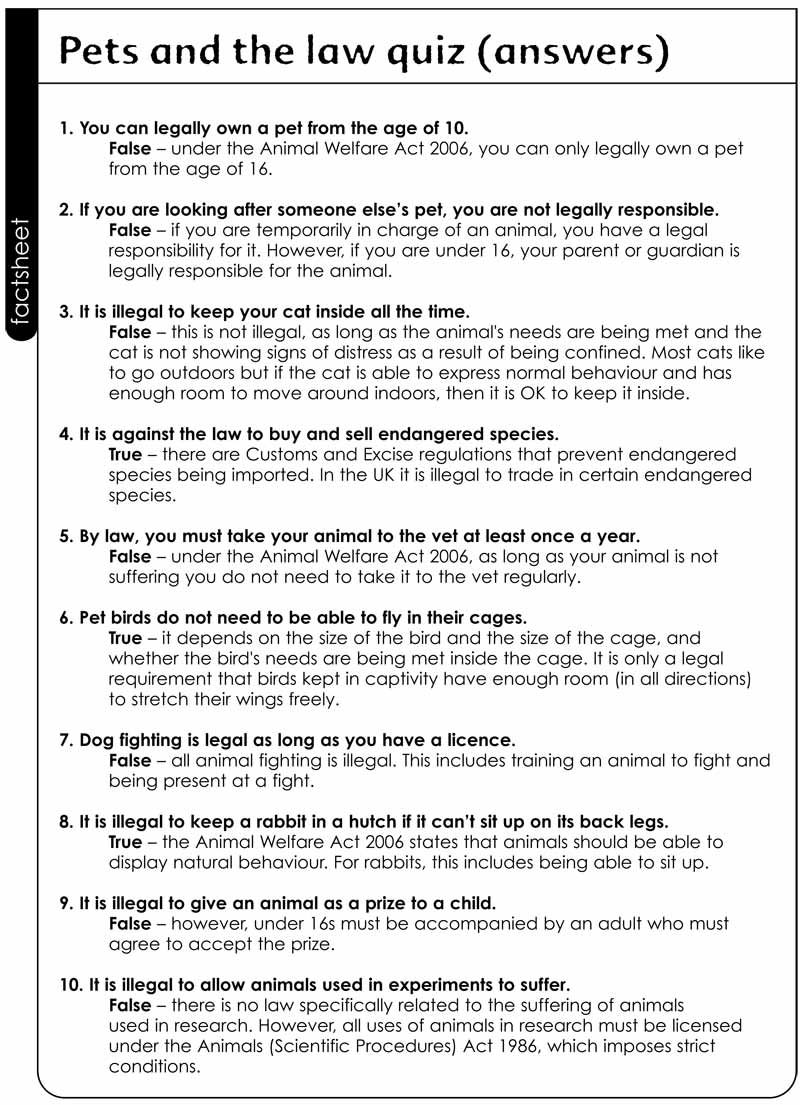 Pets and the law quiz (answers)
factsheet
1. You can legally own a pet from the age of 10.
False – under the Animal Welfare Act 2006, you can only legally own a pet
from the age of 16.
2. If you are looking after someone else’s pet, you are not legally responsible.
False – if you are temporarily in charge of an animal, you have a legal
responsibility for it. However, if you are under 16, your parent or guardian is
legally responsible for the animal.
3. It is illegal to keep your cat inside all the time.
False – this is not illegal, as long as the animal's needs are being met and the
cat is not showing signs of distress as a result of being confined. Most cats like
to go outdoors but if the cat is able to express normal behaviour and has
enough room to move around indoors, then it is OK to keep it inside.
4. It is against the law to buy and sell endangered species.
True – there are Customs and Excise regulations that prevent endangered
species being imported. In the UK it is illegal to trade in certain endangered
species.
5. By law, you must take your animal to the vet at least once a year.
False – under the Animal Welfare Act 2006, as long as your animal is not
suffering you do not need to take it to the vet regularly.
6. Pet birds do not need to be able to fly in their cages.
True – it depends on the size of the bird and the size of the cage, and
whether the bird's needs are being met inside the cage. It is only a legal
requirement that birds kept in captivity have enough room (in all directions)
to stretch their wings freely.
7. Dog fighting is legal as long as you have a licence.
False – all animal fighting is illegal. This includes training an animal to fight and
being present at a fight.
8. It is illegal to keep a rabbit in a hutch if it can’t sit up on its back legs.
True – the Animal Welfare Act 2006 states that animals should be able to
display natural behaviour. For rabbits, this includes being able to sit up.
9. It is illegal to give an animal as a prize to a child.
False – however, under 16s must be accompanied by an adult who must
agree to accept the prize.
10. It is illegal to allow animals used in experiments to suffer.
False – there is no law specifically related to the suffering of animals
used in research. However, all uses of animals in research must be licensed
under the Animals (Scientific Procedures) Act 1986, which imposes strict
conditions.